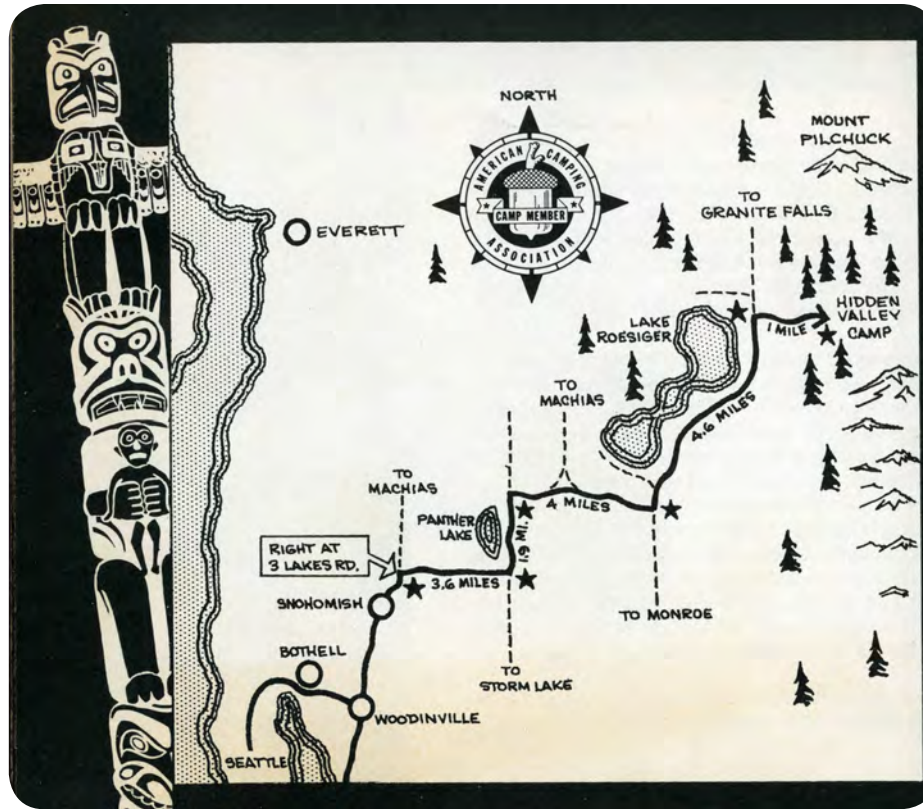 NORTH
AMERICAN CAMPING
CAMP MEMBER
ASSOCIATION
MOUNT
PILCHUCK
TO
GRANITE FALLS
EVERETT
HIDDEN
VALLEY
CAMP
1 MILE
LAKE
ROESIGER
TO
MACHIAS
4.6 MILES
TO
MACHIAS
4 MILES
PANTHER
LAKE
1.9 MI.
RIGHT AT
3 LAKES RD.
3.6 MILES
SNOHOMISH
TO MONROE
BOTHELL
TO
STORM LAKE
WOODINVILLE
SEATTLE